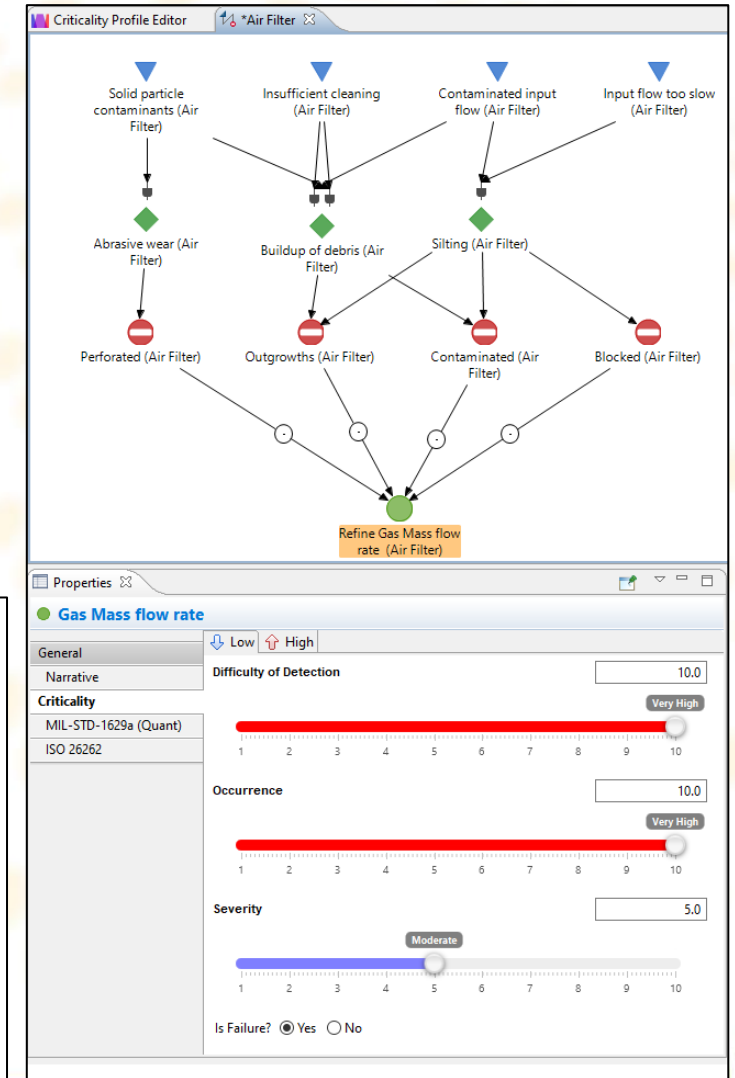 Criticality Profile Editor
*Air Filter
Solid particle
contaminants (Air
Filter)
Insufficient cleaning
(Air Filter)
Contaminated input
flow (Air Filter)
Input flow too slow
(Air Filter)
Abrasive wear (Air
Filter)
Buildup of debris (Air
Filter)
Silting (Air Filter)
Perforated (Air Filter)
Outgrowths (Air Filter)
Contaminated (Air
Filter)
Blocked (Air Filter)
- - - -
Refine Gas Mass flow
rate (Air Filter)
Properties
Gas Mass flow rate
General
Narrative
Criticality
MIL-STD-1629a (Quant)
ISO 26262
Low High
Difficulty of Detection 10.0
Very High
1 2 3 4 5 6 7 8 9 10
Occurrence 10.0
Very High
1 2 3 4 5 6 7 8 9 10
Severity 5.0
Moderate
1 2 3 4 5 6 7 8 9 10
Is Failure? Yes No